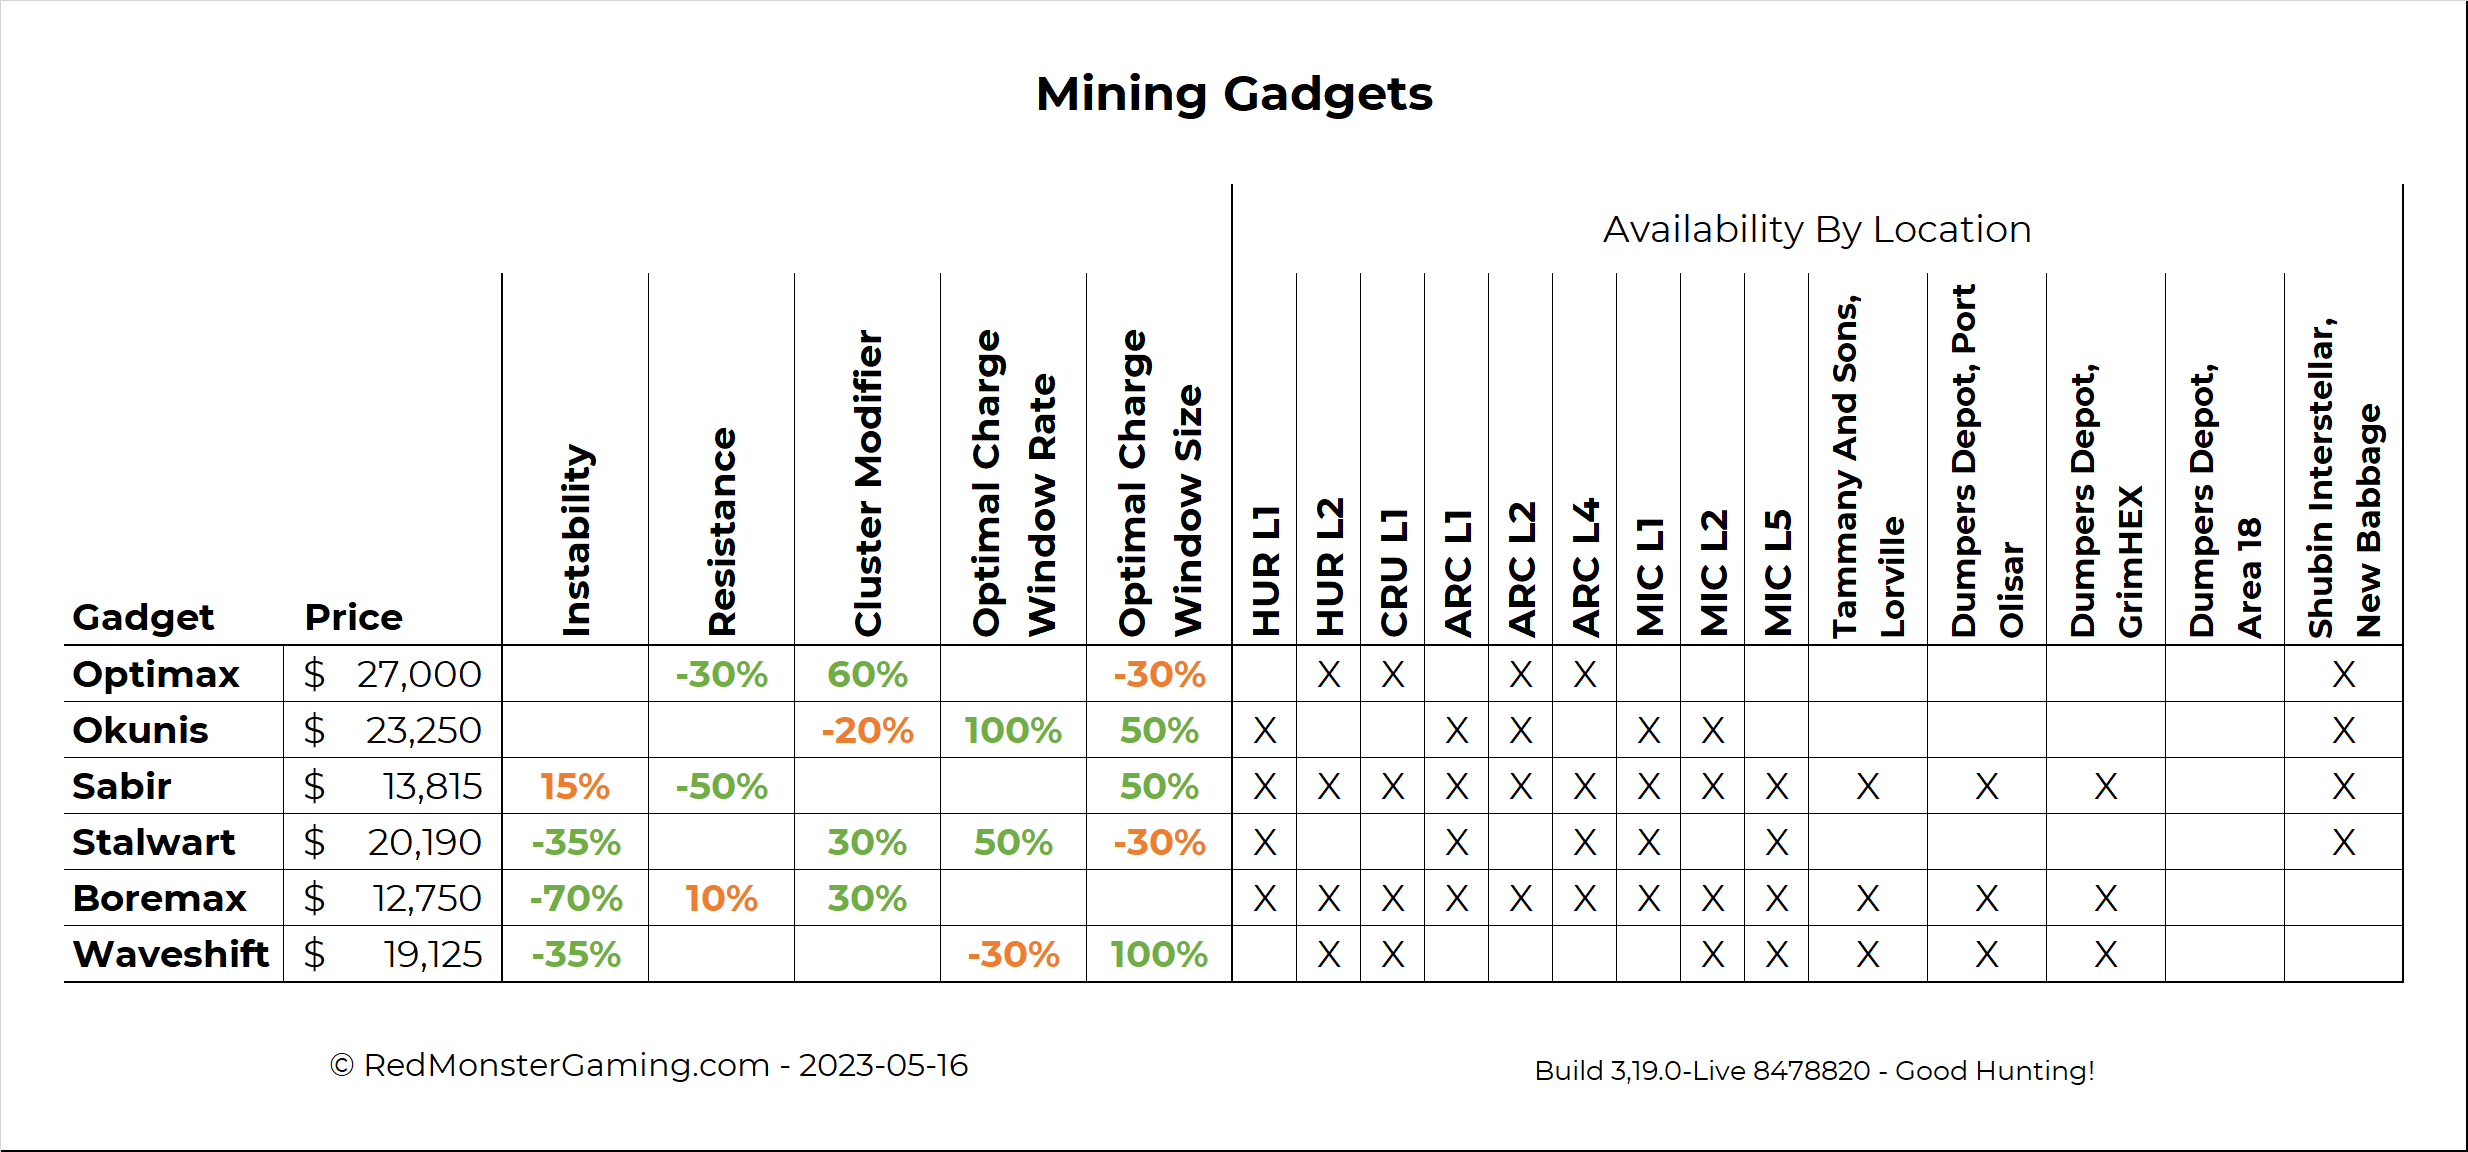 Mining Gadgets
Availability By Location
Gadget Price Instability Resistance Cluster Modifier Optimal Charge Window Rate Optimal Charge Window Size HUR L1 HUR L2 CRU L1 ARC L1 ARC L2 ARC L4 MIC L1 MIC L2 MIC L5 Tammany And Sons, Lorville Dumpers Depot, Port Olisar Dumpers Depot, GrimHEX Dumpers Depot, Area 18 Shubin Interstellar, New Babbage
Optimax $ 27,000 -30% 60% -30% X X X X X
Okunis $ 23,250 -20% 100% 50% X X X X X X
Sabir $ 13,815 15% -50% 50% X X X X X X X X X X X X X
Stalwart $ 20,190 -35% 30% 50% -30% X X X X X X
Boremax $ 12,750 -70% 10% 30% X X X X X X X X X X X X
Waveshift $ 19,125 -35% -30% 100% X X X X X X X
© RedMonsterGaming.com - 2023-05-16
Build 3,19.0-Live 8478820 - Good Hunting!